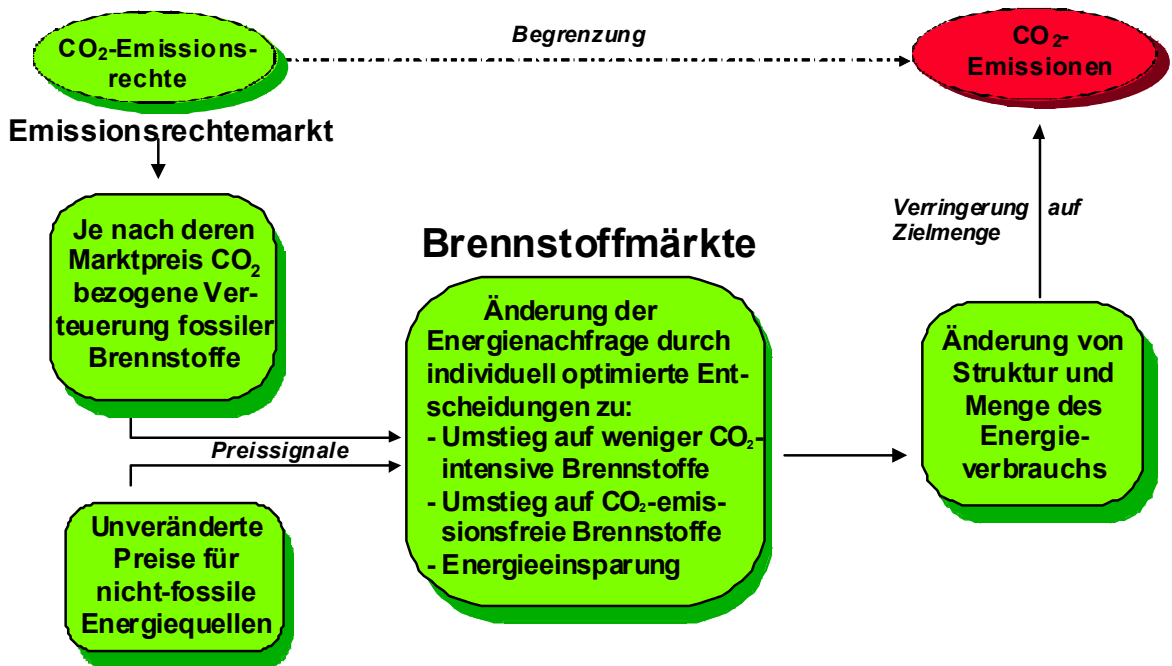 CO₂-Emissions-
rechte
Begrenzung
CO₂-
Emissionen
Emissionsrechtemarkt
Je nach deren
Marktpreis CO₂
bezogene Ver-
teuerung fossiler
Brennstoffe
Preissignale
Unveränderte
Preise für
nicht-fossile
Energiequellen
Brennstoffmärkte
Änderung der
Energienachfrage durch
individuell optimierte Ent-
scheidungen zu:
- Umstieg auf weniger CO₂-
intensive Brennstoffe
- Umstieg auf CO₂-emis-
sionsfreie Brennstoffe
- Energieeinsparung
Änderung von
Struktur und
Menge des
Energie-
verbrauchs
Verringerung auf
Zielmenge